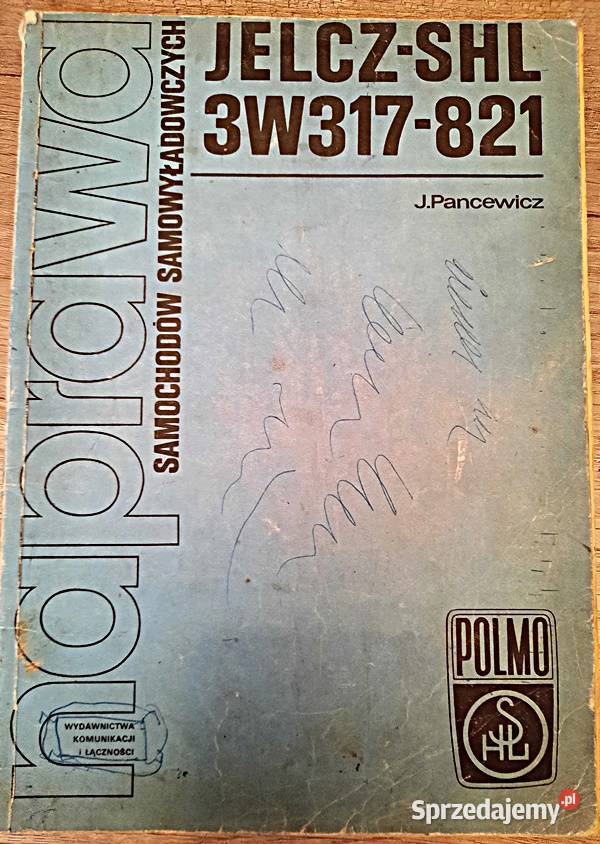 JELCZ-SHL
3W317-821
J.Pancewicz
naprawa
SAMOCHODÓW SAMOWYŁADOWCZYCH
POLMO
SHL
WYDAWNICTWA
KOMUNIKACJI
i ŁĄCZNOŚCI
Sprzedajemy.pl